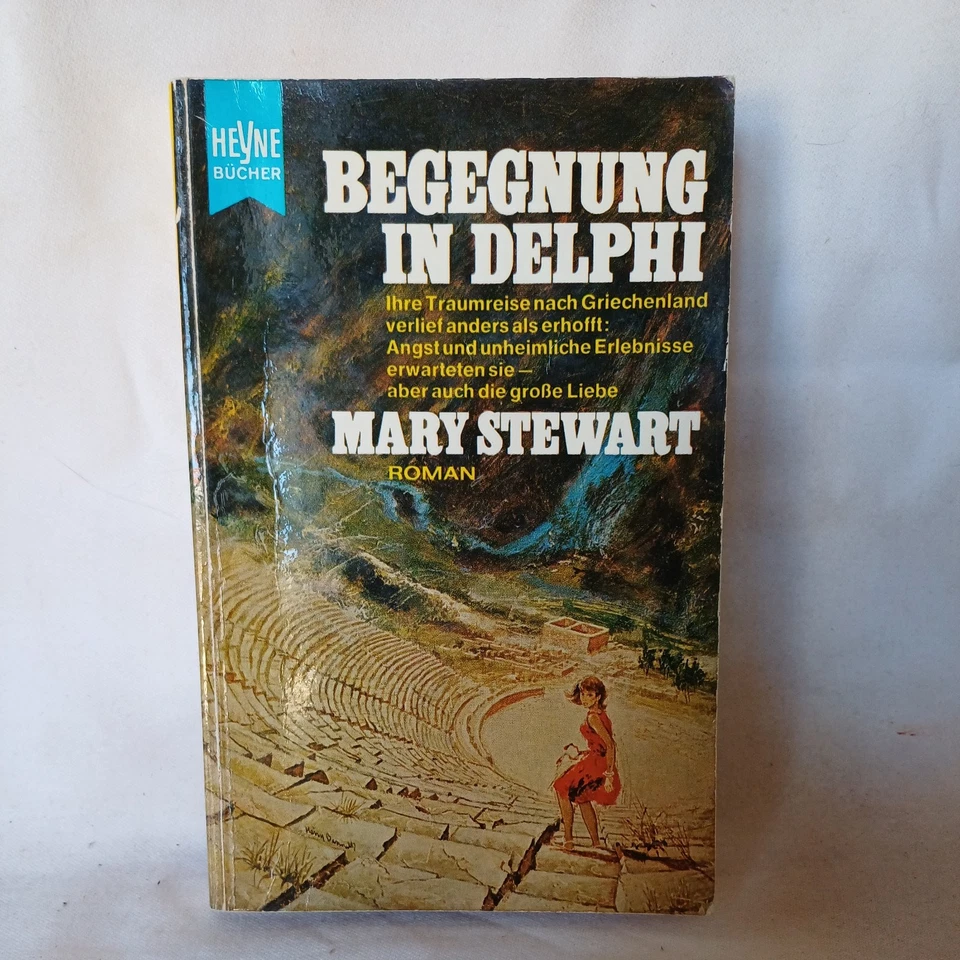 HEYNE
BÜCHER
BEGEGNUNG
IN DELPHI
Ihre Traumreise nach Griechenland
verlief anders als erhofft:
Angst und unheimliche Erlebnisse
erwarteten sie –
aber auch die große Liebe
MARY STEWART
ROMAN